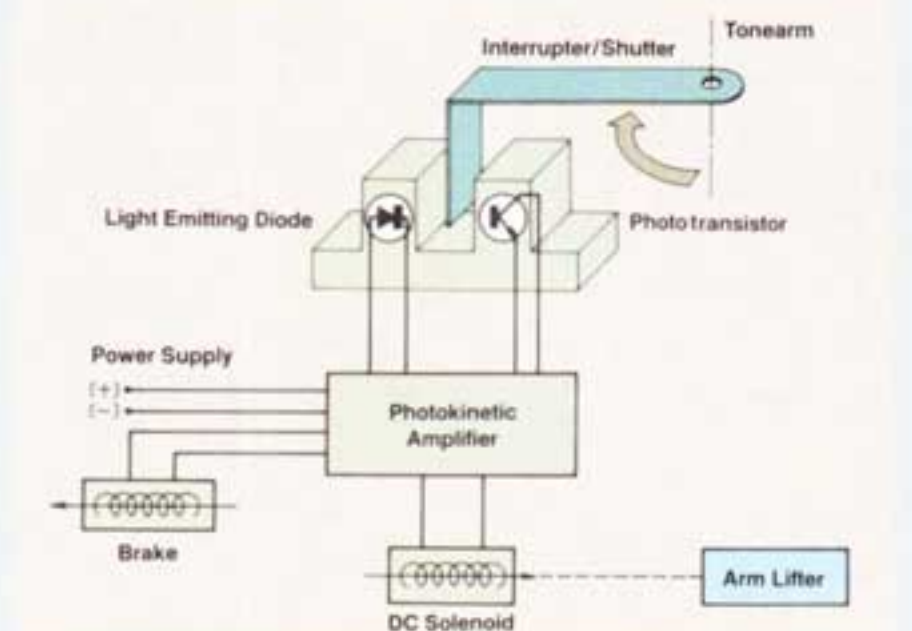 Tonearm
Interrupter/Shutter
Light Emitting Diode
Phototransistor
Power Supply
(+)
(−)
Photokinetic
Amplifier
Brake
DC Solenoid
Arm Lifter